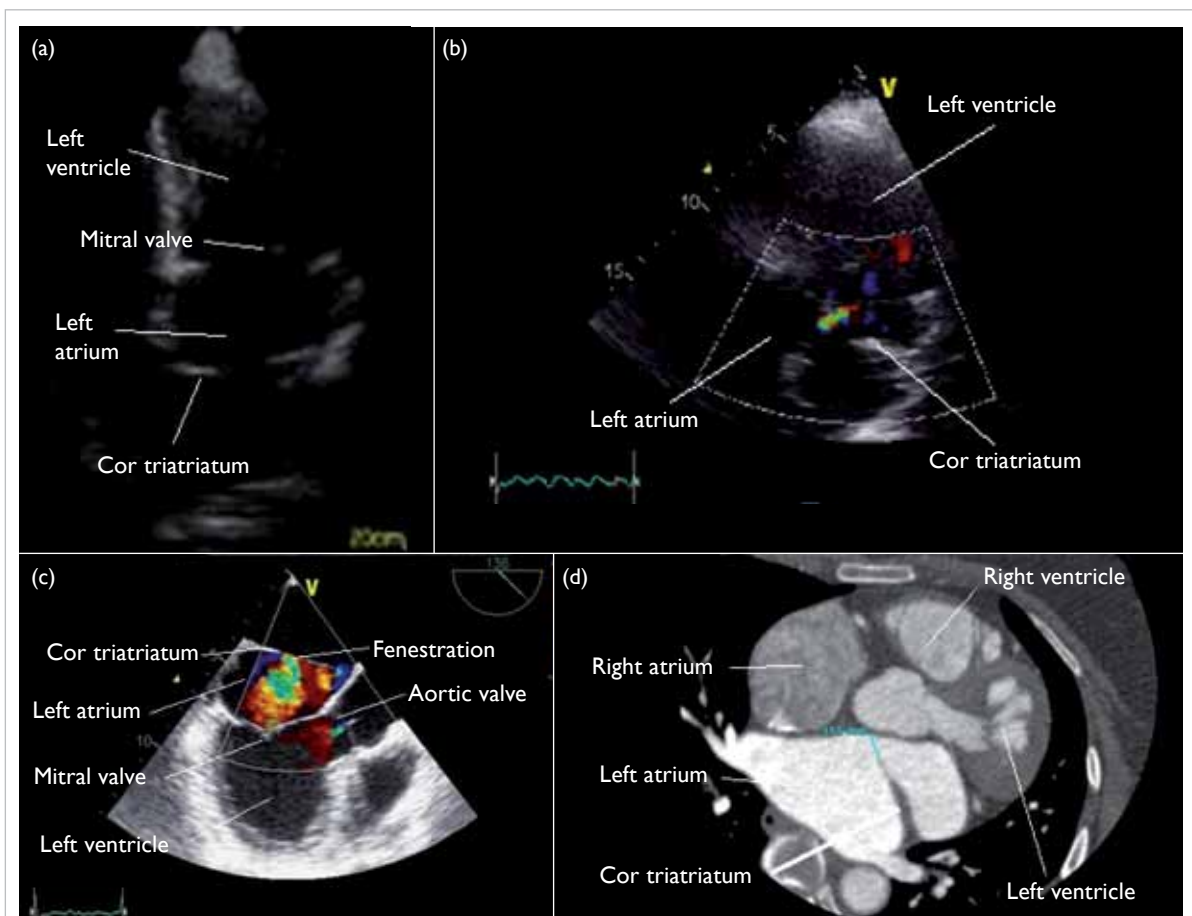 (a)
Left
ventricle
Mitral valve
Left
atrium
Cor triatriatum
20cm
(b)
V
5
10
15
Left ventricle
Left atrium
Cor triatriatum
(c)
V
Cor triatriatum
Fenestration
Left atrium
Aortic valve
10
Mitral valve
Left ventricle
(d)
Right ventricle
Right atrium
Left atrium
Cor triatriatum
Left ventricle